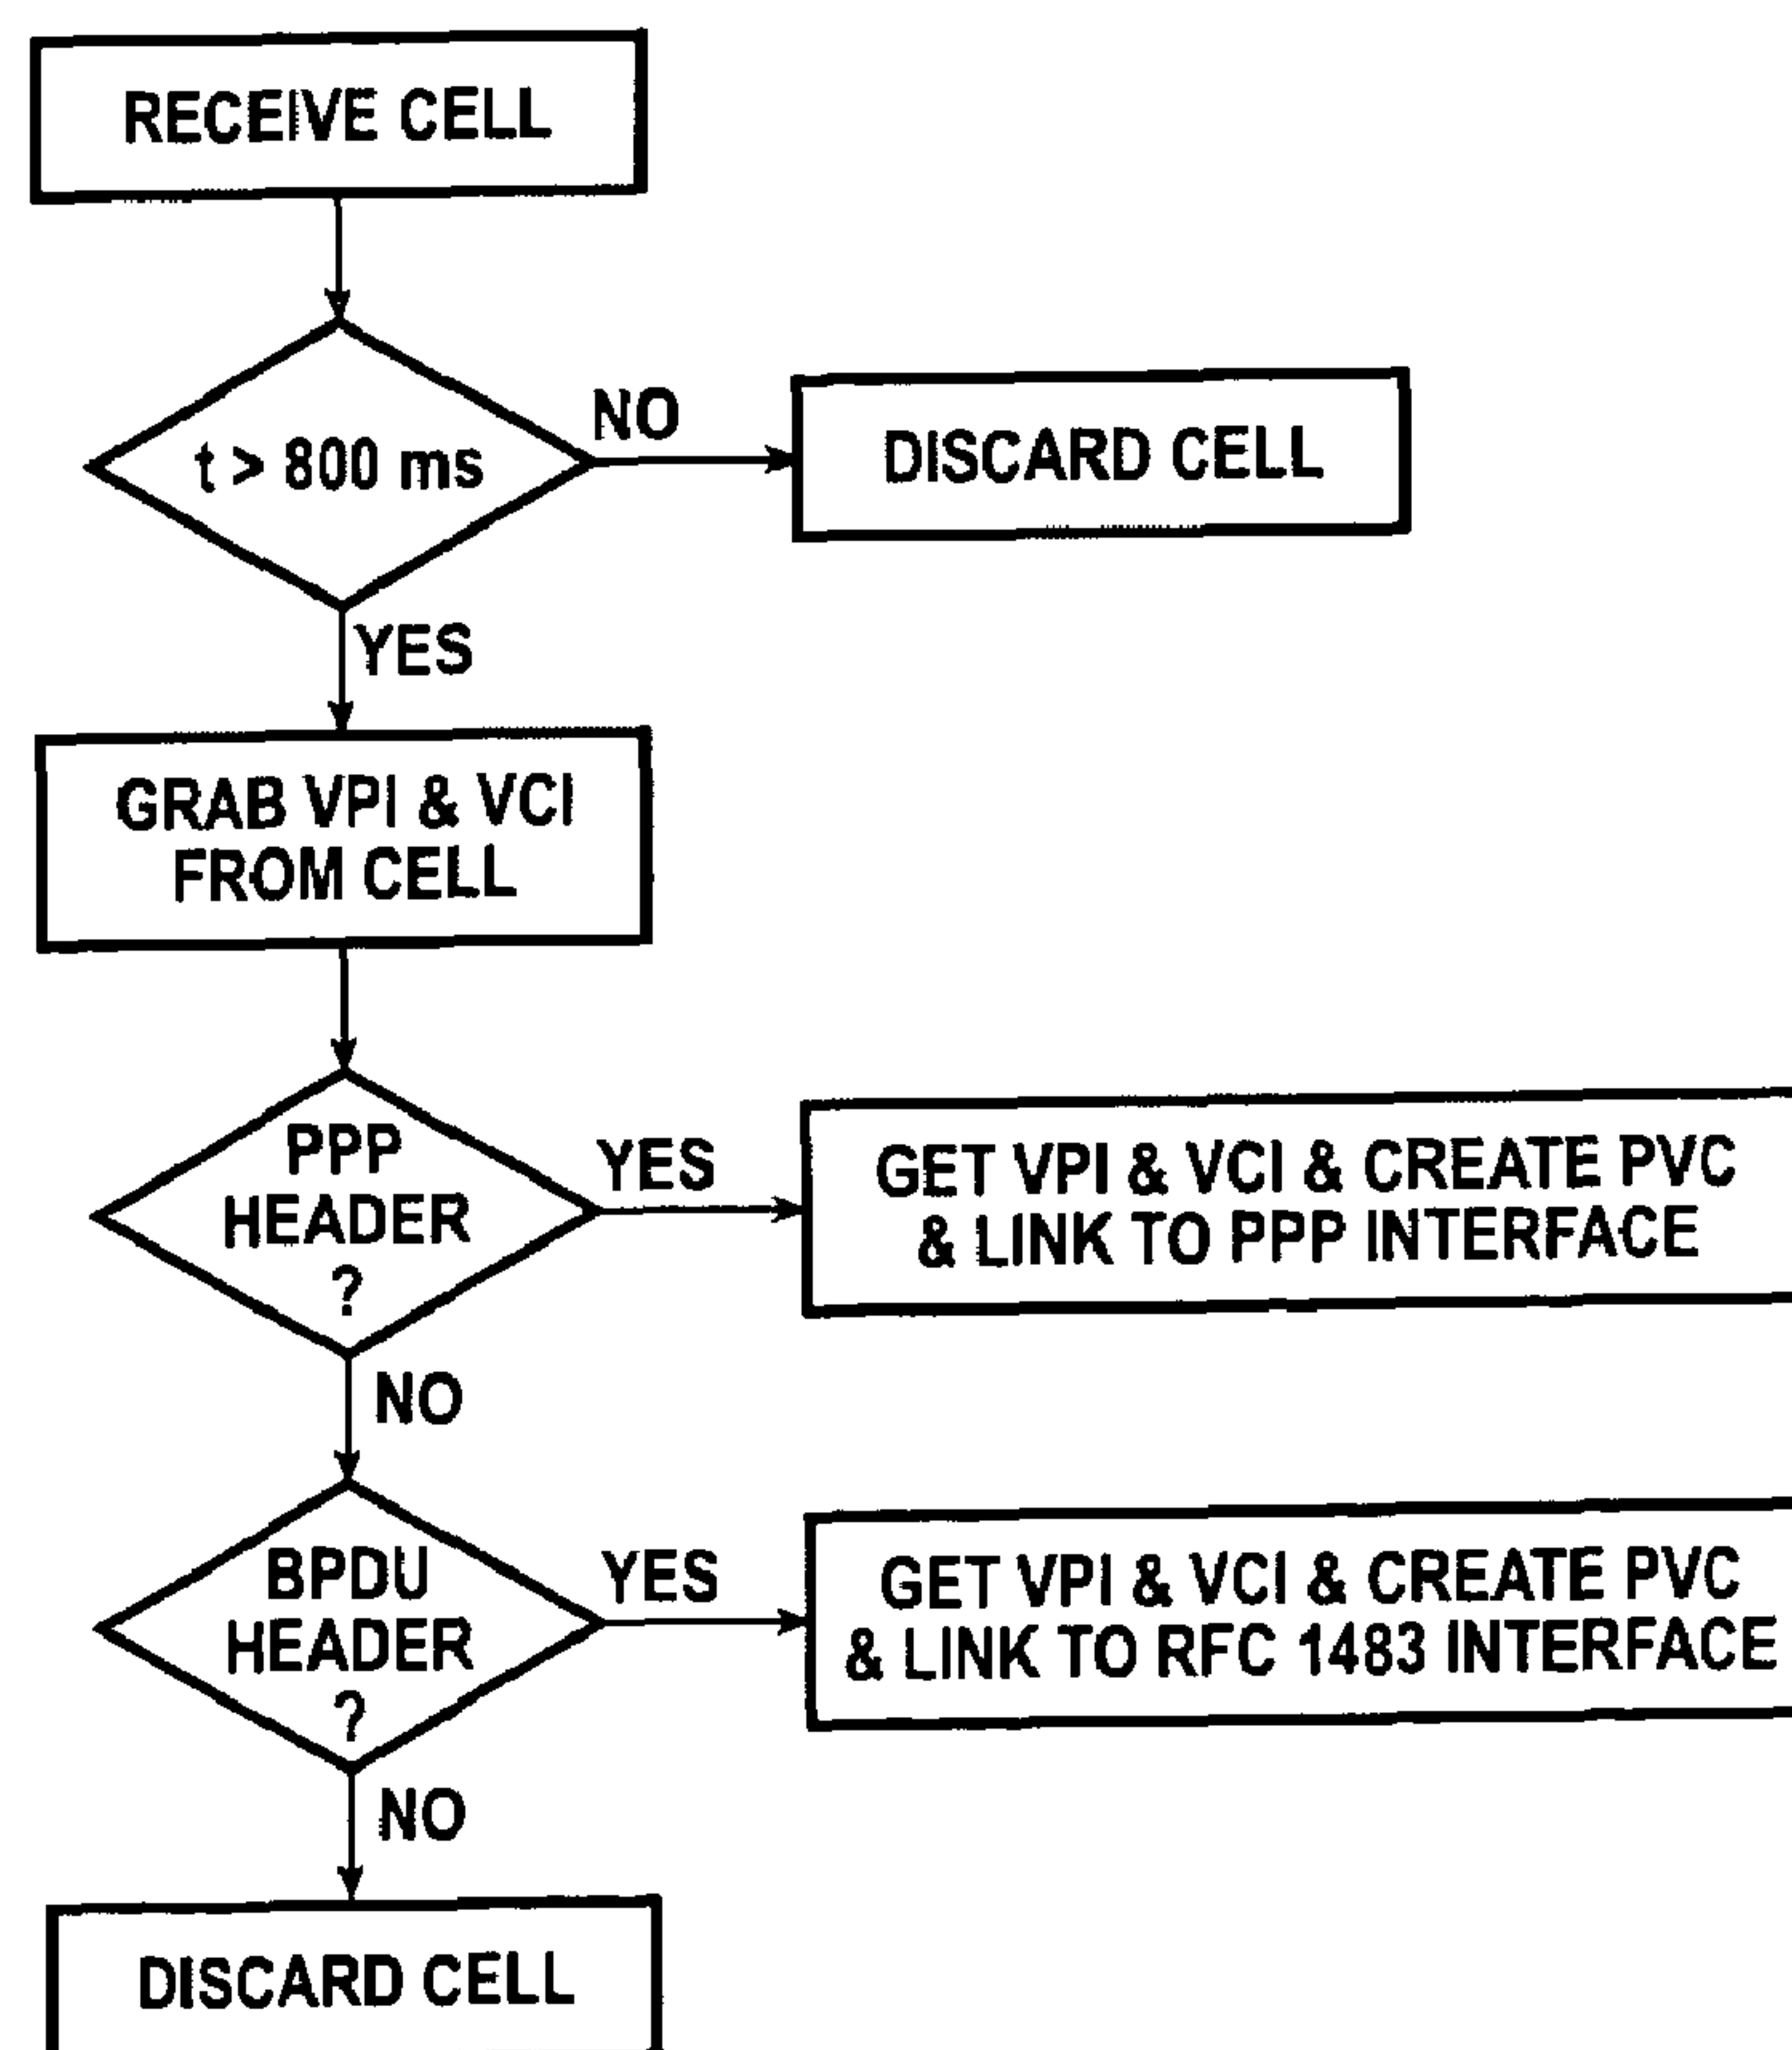 RECEIVE CELL
t > 800 ms
NO
DISCARD CELL
YES
GRAB VPI & VCI
FROM CELL
PPP
HEADER
?
YES
GET VPI & VCI & CREATE PVC
& LINK TO PPP INTERFACE
NO
BPDU
HEADER
?
YES
GET VPI & VCI & CREATE PVC
& LINK TO RFC 1483 INTERFACE
NO
DISCARD CELL